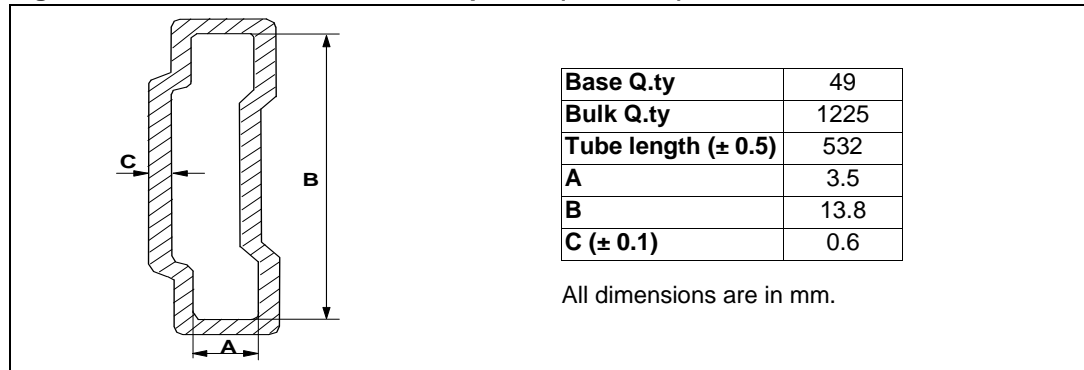 C
B
A
Base Q.ty 49
Bulk Q.ty 1225
Tube length (± 0.5) 532
A 3.5
B 13.8
C (± 0.1) 0.6
All dimensions are in mm.